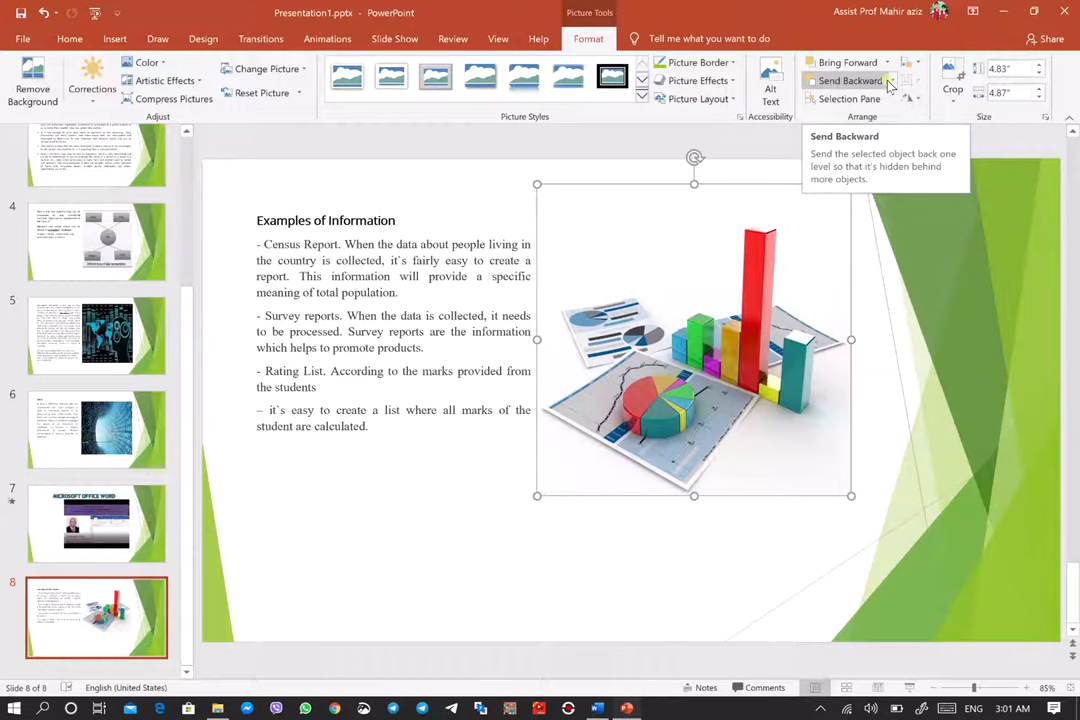 Presentation1.pptx - PowerPoint
Picture Tools
Assist Prof Mahir aziz
File Home Insert Draw Design Transitions Animations Slide Show Review View Help Format Tell me what you want to do Share
Remove Background
Corrections
Color
Artistic Effects
Compress Pictures
Change Picture
Reset Picture
Picture Border
Picture Effects
Picture Layout
Alt Text
Bring Forward
Send Backward
Selection Pane
Crop
4.83"
4.87"
Adjust
Picture Styles
Accessibility
Arrange
Size
Send Backward
Send the selected object back one
level so that it's hidden behind
more objects.
4
5
6
7
MICROSOFT OFFICE WORD
8
Examples of Information
- Census Report. When the data about people living in
the country is collected, it`s fairly easy to create a
report. This information will provide a specific
meaning of total population.
- Survey reports. When the data is collected, it needs
to be processed. Survey reports are the information
which helps to promote products.
- Rating List. According to the marks provided from
the students
– it`s easy to create a list where all marks of the
student are calculated.
Slide 8 of 8 English (United States) Notes Comments 85%
ENG 3:01 AM